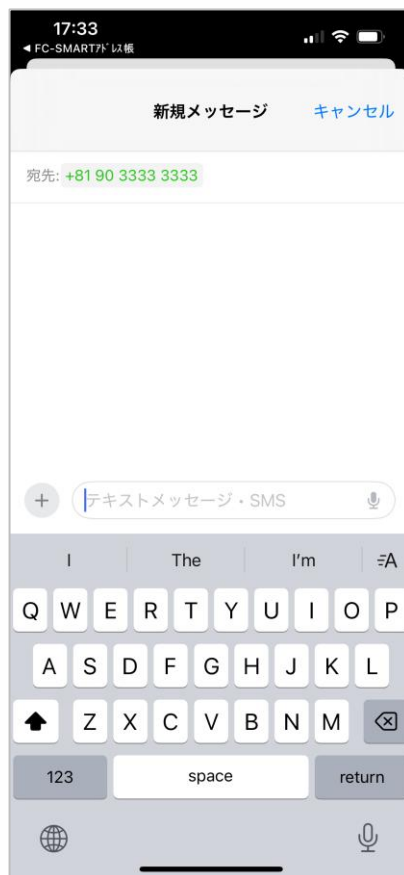 17:33
◀ FC-SMARTｱﾄﾞﾚｽ帳
新規メッセージ キャンセル
宛先: +81 90 3333 3333
テキストメッセージ・SMS
I The I'm
Q W E R T Y U I O P
A S D F G H J K L
Z X C V B N M
123 space return